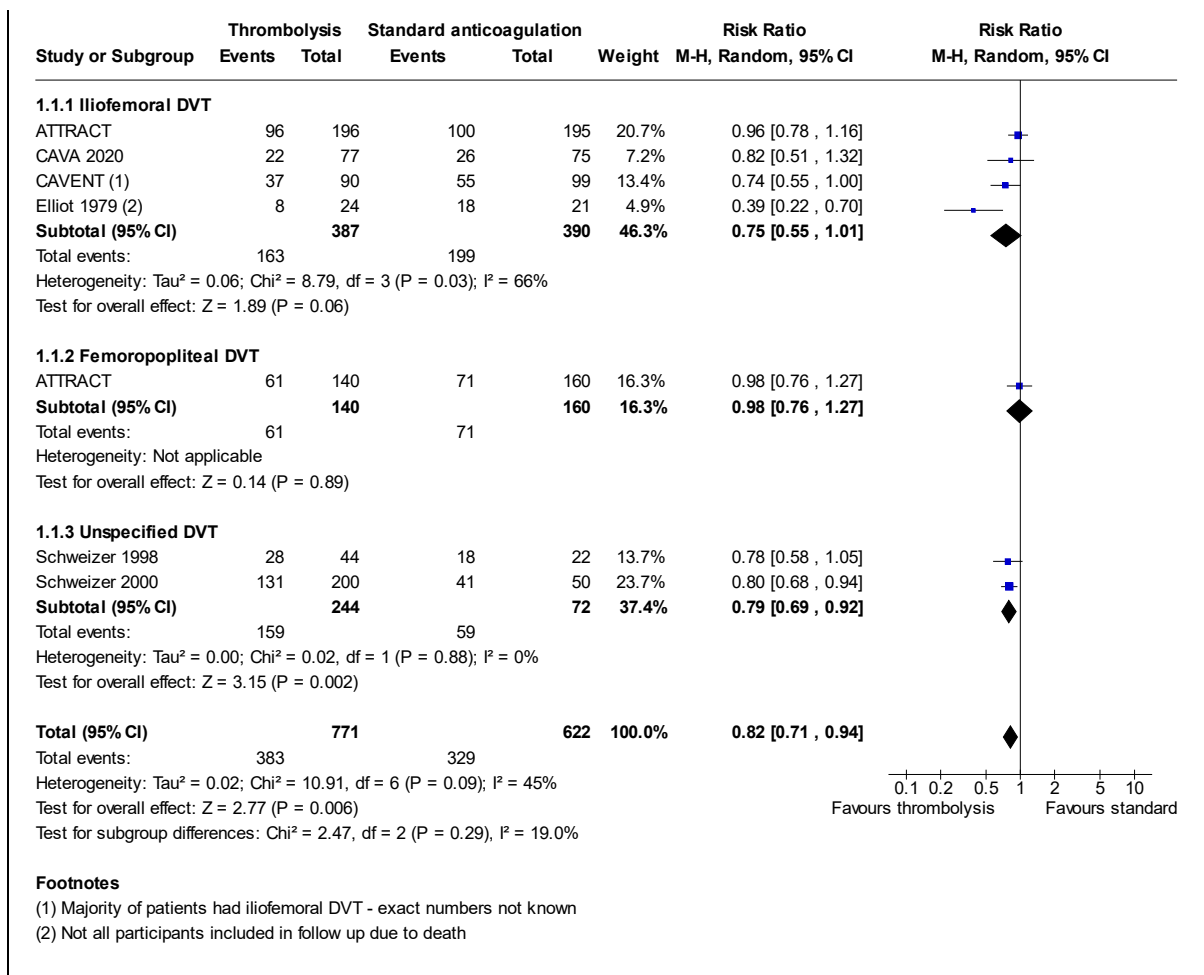 Thrombolysis Standard anticoagulation Risk Ratio Risk Ratio
Study or Subgroup Events Total Events Total Weight M-H, Random, 95% CI M-H, Random, 95% CI
1.1.1 Iliofemoral DVT
ATTRACT 96 196 100 195 20.7% 0.96 [0.78 , 1.16]
CAVA 2020 22 77 26 75 7.2% 0.82 [0.51 , 1.32]
CAVENT (1) 37 90 55 99 13.4% 0.74 [0.55 , 1.00]
Elliot 1979 (2) 8 24 18 21 4.9% 0.39 [0.22 , 0.70]
Subtotal (95% CI) 387 390 46.3% 0.75 [0.55 , 1.01]
Total events: 163 199
Heterogeneity: Tau² = 0.06; Chi² = 8.79, df = 3 (P = 0.03); I² = 66%
Test for overall effect: Z = 1.89 (P = 0.06)
1.1.2 Femoropopliteal DVT
ATTRACT 61 140 71 160 16.3% 0.98 [0.76 , 1.27]
Subtotal (95% CI) 140 160 16.3% 0.98 [0.76 , 1.27]
Total events: 61 71
Heterogeneity: Not applicable
Test for overall effect: Z = 0.14 (P = 0.89)
1.1.3 Unspecified DVT
Schweizer 1998 28 44 18 22 13.7% 0.78 [0.58 , 1.05]
Schweizer 2000 131 200 41 50 23.7% 0.80 [0.68 , 0.94]
Subtotal (95% CI) 244 72 37.4% 0.79 [0.69 , 0.92]
Total events: 159 59
Heterogeneity: Tau² = 0.00; Chi² = 0.02, df = 1 (P = 0.88); I² = 0%
Test for overall effect: Z = 3.15 (P = 0.002)
Total (95% CI) 771 622 100.0% 0.82 [0.71 , 0.94]
Total events: 383 329
Heterogeneity: Tau² = 0.02; Chi² = 10.91, df = 6 (P = 0.09); I² = 45%
0.1 0.2 0.5 1 2 5 10
Test for overall effect: Z = 2.77 (P = 0.006)
Favours thrombolysis Favours standard
Test for subgroup differences: Chi² = 2.47, df = 2 (P = 0.29), I² = 19.0%
Footnotes
(1) Majority of patients had iliofemoral DVT - exact numbers not known
(2) Not all participants included in follow up due to death